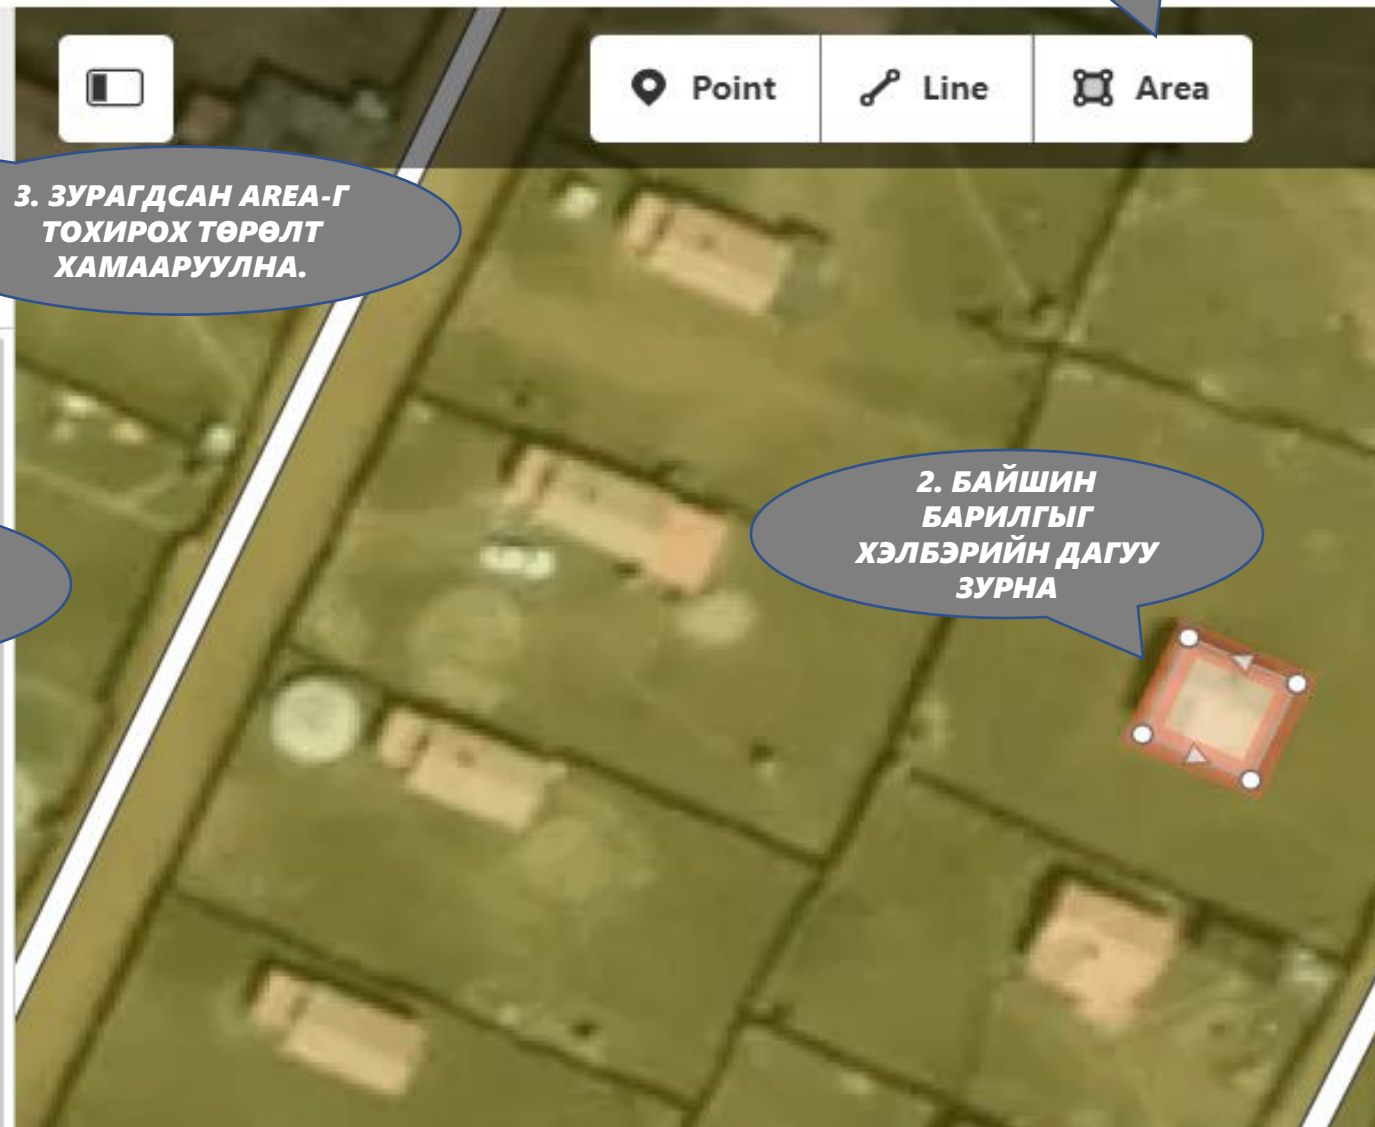 Point
Line
Area
3. ЗУРАГДСАН AREA-Г
ТОХИРОХ ТӨРӨЛТ
ХАМААРУУЛНА.
2. БАЙШИН
БАРИЛГЫГ
ХЭЛБЭРИЙН ДАГУУ
ЗУРНА